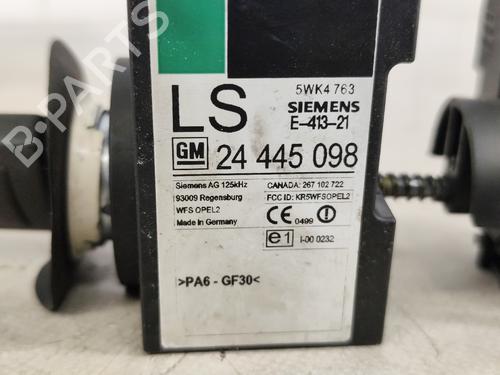 5WK4 763
LS SIEMENS
E-413-21
GM 24 445 098
Siemens AG 125kHz CANADA: 267 102 722
93009 Regensburg FCC ID: KR5WFSOPEL2
WFS OPEL2
Made in Germany CE 0499 !
e1 I-00 0232
>PA6 - GF30<